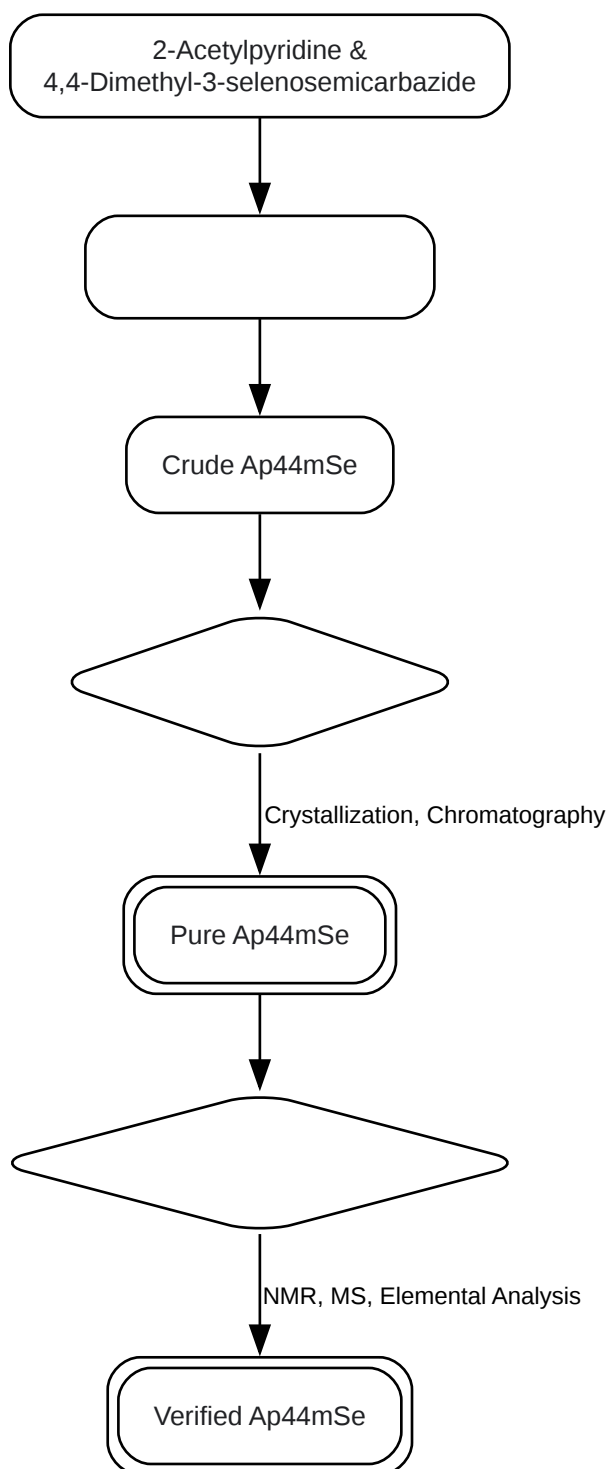 2-Acetylpyridine &
4,4-Dimethyl-3-selenosemicarbazide
Crude Ap44mSe
Crystallization, Chromatography
Pure Ap44mSe
NMR, MS, Elemental Analysis
Verified Ap44mSe